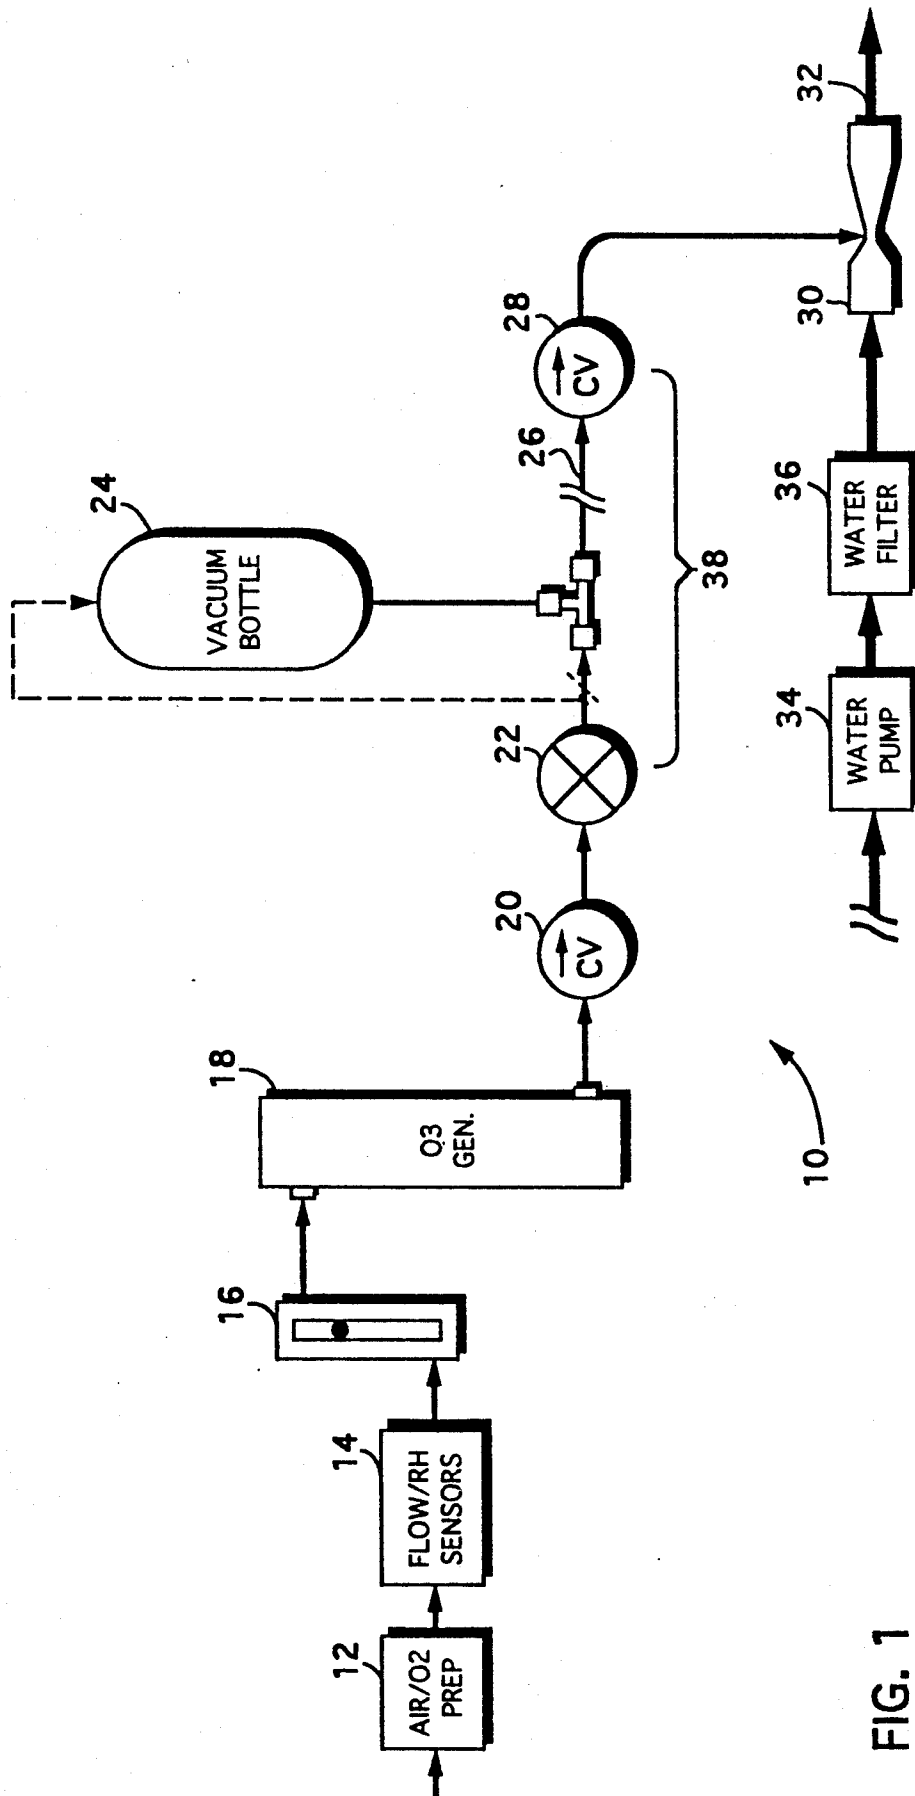 24
VACUUM
BOTTLE
18
O3
GEN.
16
20
CV
22
26
28
CV
12
AIR/O2
PREP
14
FLOW/RH
SENSORS
38
10
34
WATER
PUMP
36
WATER
FILTER
30
32
FIG. 1